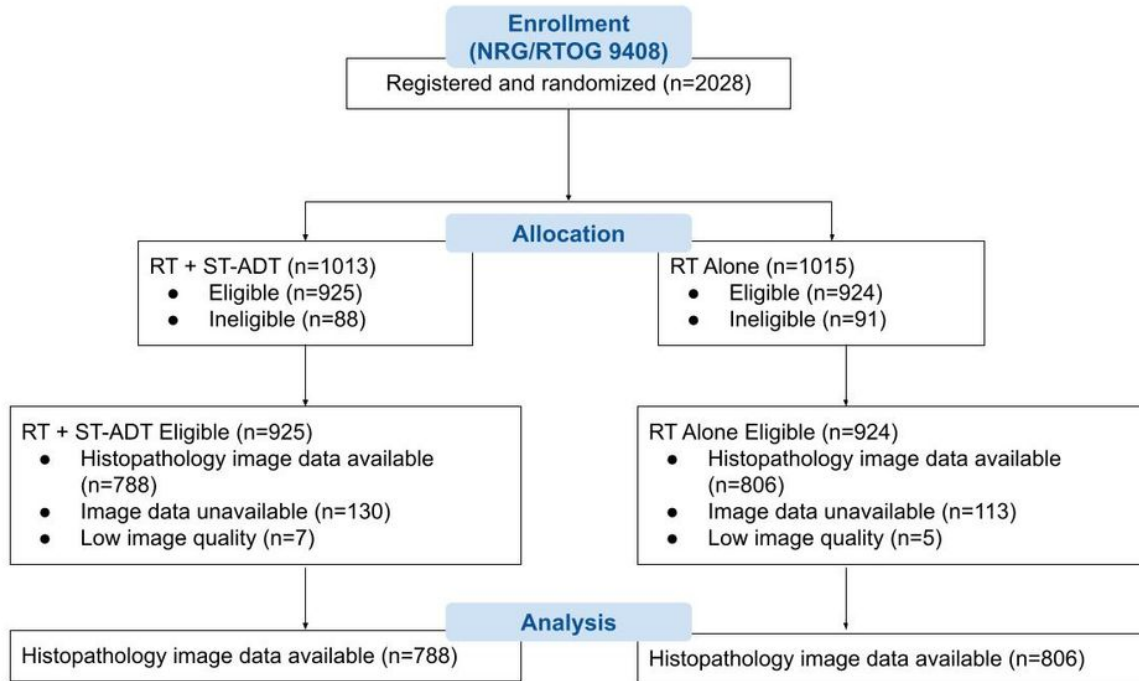 Enrollment
(NRG/RTOG 9408)
Registered and randomized (n=2028)
Allocation
RT + ST-ADT (n=1013)
● Eligible (n=925)
● Ineligible (n=88)
RT Alone (n=1015)
● Eligible (n=924)
● Ineligible (n=91)
RT + ST-ADT Eligible (n=925)
● Histopathology image data available
(n=788)
● Image data unavailable (n=130)
● Low image quality (n=7)
RT Alone Eligible (n=924)
● Histopathology image data available
(n=806)
● Image data unavailable (n=113)
● Low image quality (n=5)
Analysis
Histopathology image data available (n=788)
Histopathology image data available (n=806)